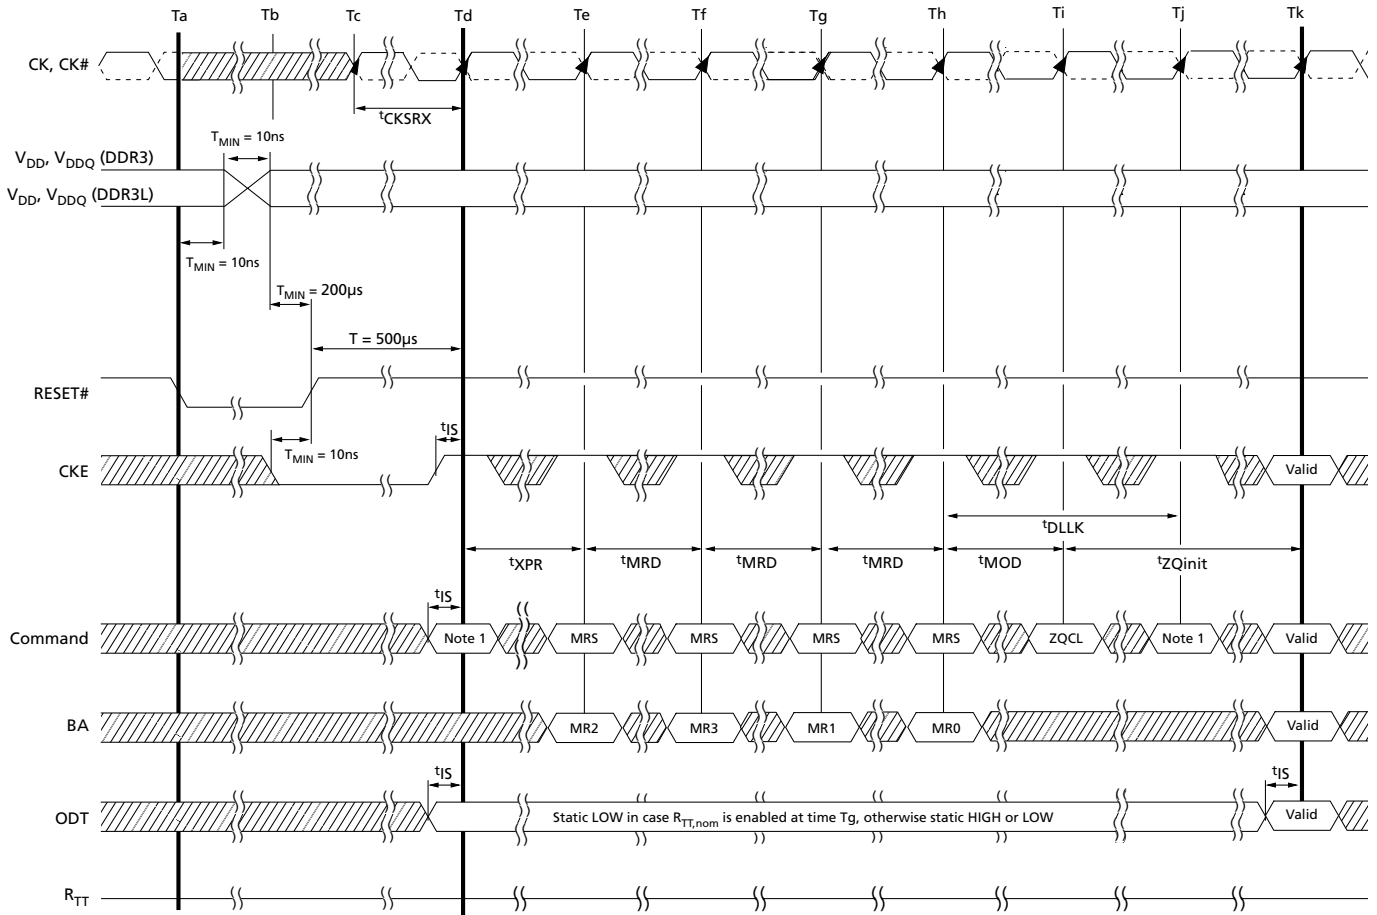 Ta Tb Tc Td Te Tf Tg Th Ti Tj Tk
CK, CK#
tCKSRX
TMIN = 10ns
VDD, VDDQ (DDR3)
VDD, VDDQ (DDR3L)
TMIN = 10ns
TMIN = 200µs
T = 500µs
RESET#
tIS
TMIN = 10ns
CKE
Valid
tDLLK
tXPR tMRD tMRD tMRD tMOD tZQinit
tIS
Command
Note 1 MRS MRS MRS MRS ZQCL Note 1 Valid
BA
MR2 MR3 MR1 MR0 Valid
tIS tIS
ODT
Static LOW in case RTT,nom is enabled at time Tg, otherwise static HIGH or LOW
Valid
RTT